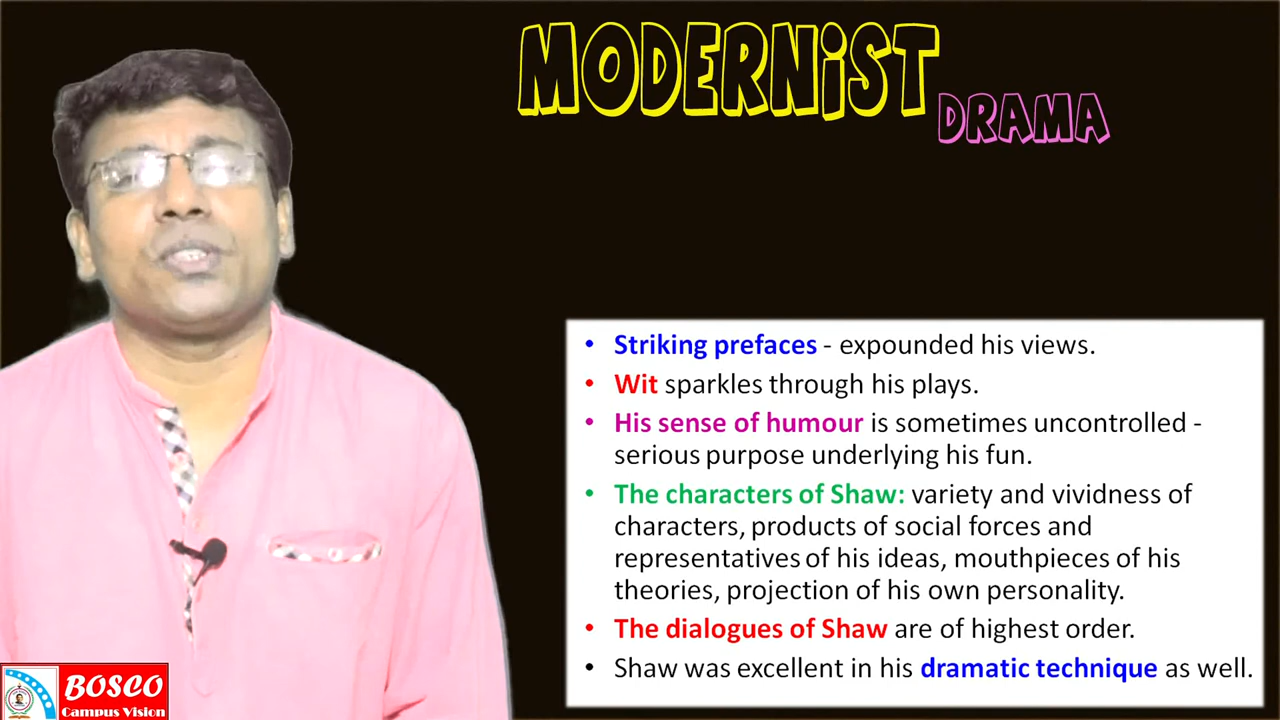 MODERNiST
DRAMA
• Striking prefaces - expounded his views.
• Wit sparkles through his plays.
• His sense of humour is sometimes uncontrolled -
serious purpose underlying his fun.
• The characters of Shaw: variety and vividness of
characters, products of social forces and
representatives of his ideas, mouthpieces of his
theories, projection of his own personality.
• The dialogues of Shaw are of highest order.
• Shaw was excellent in his dramatic technique as well.
BOSCO
Campus Vision